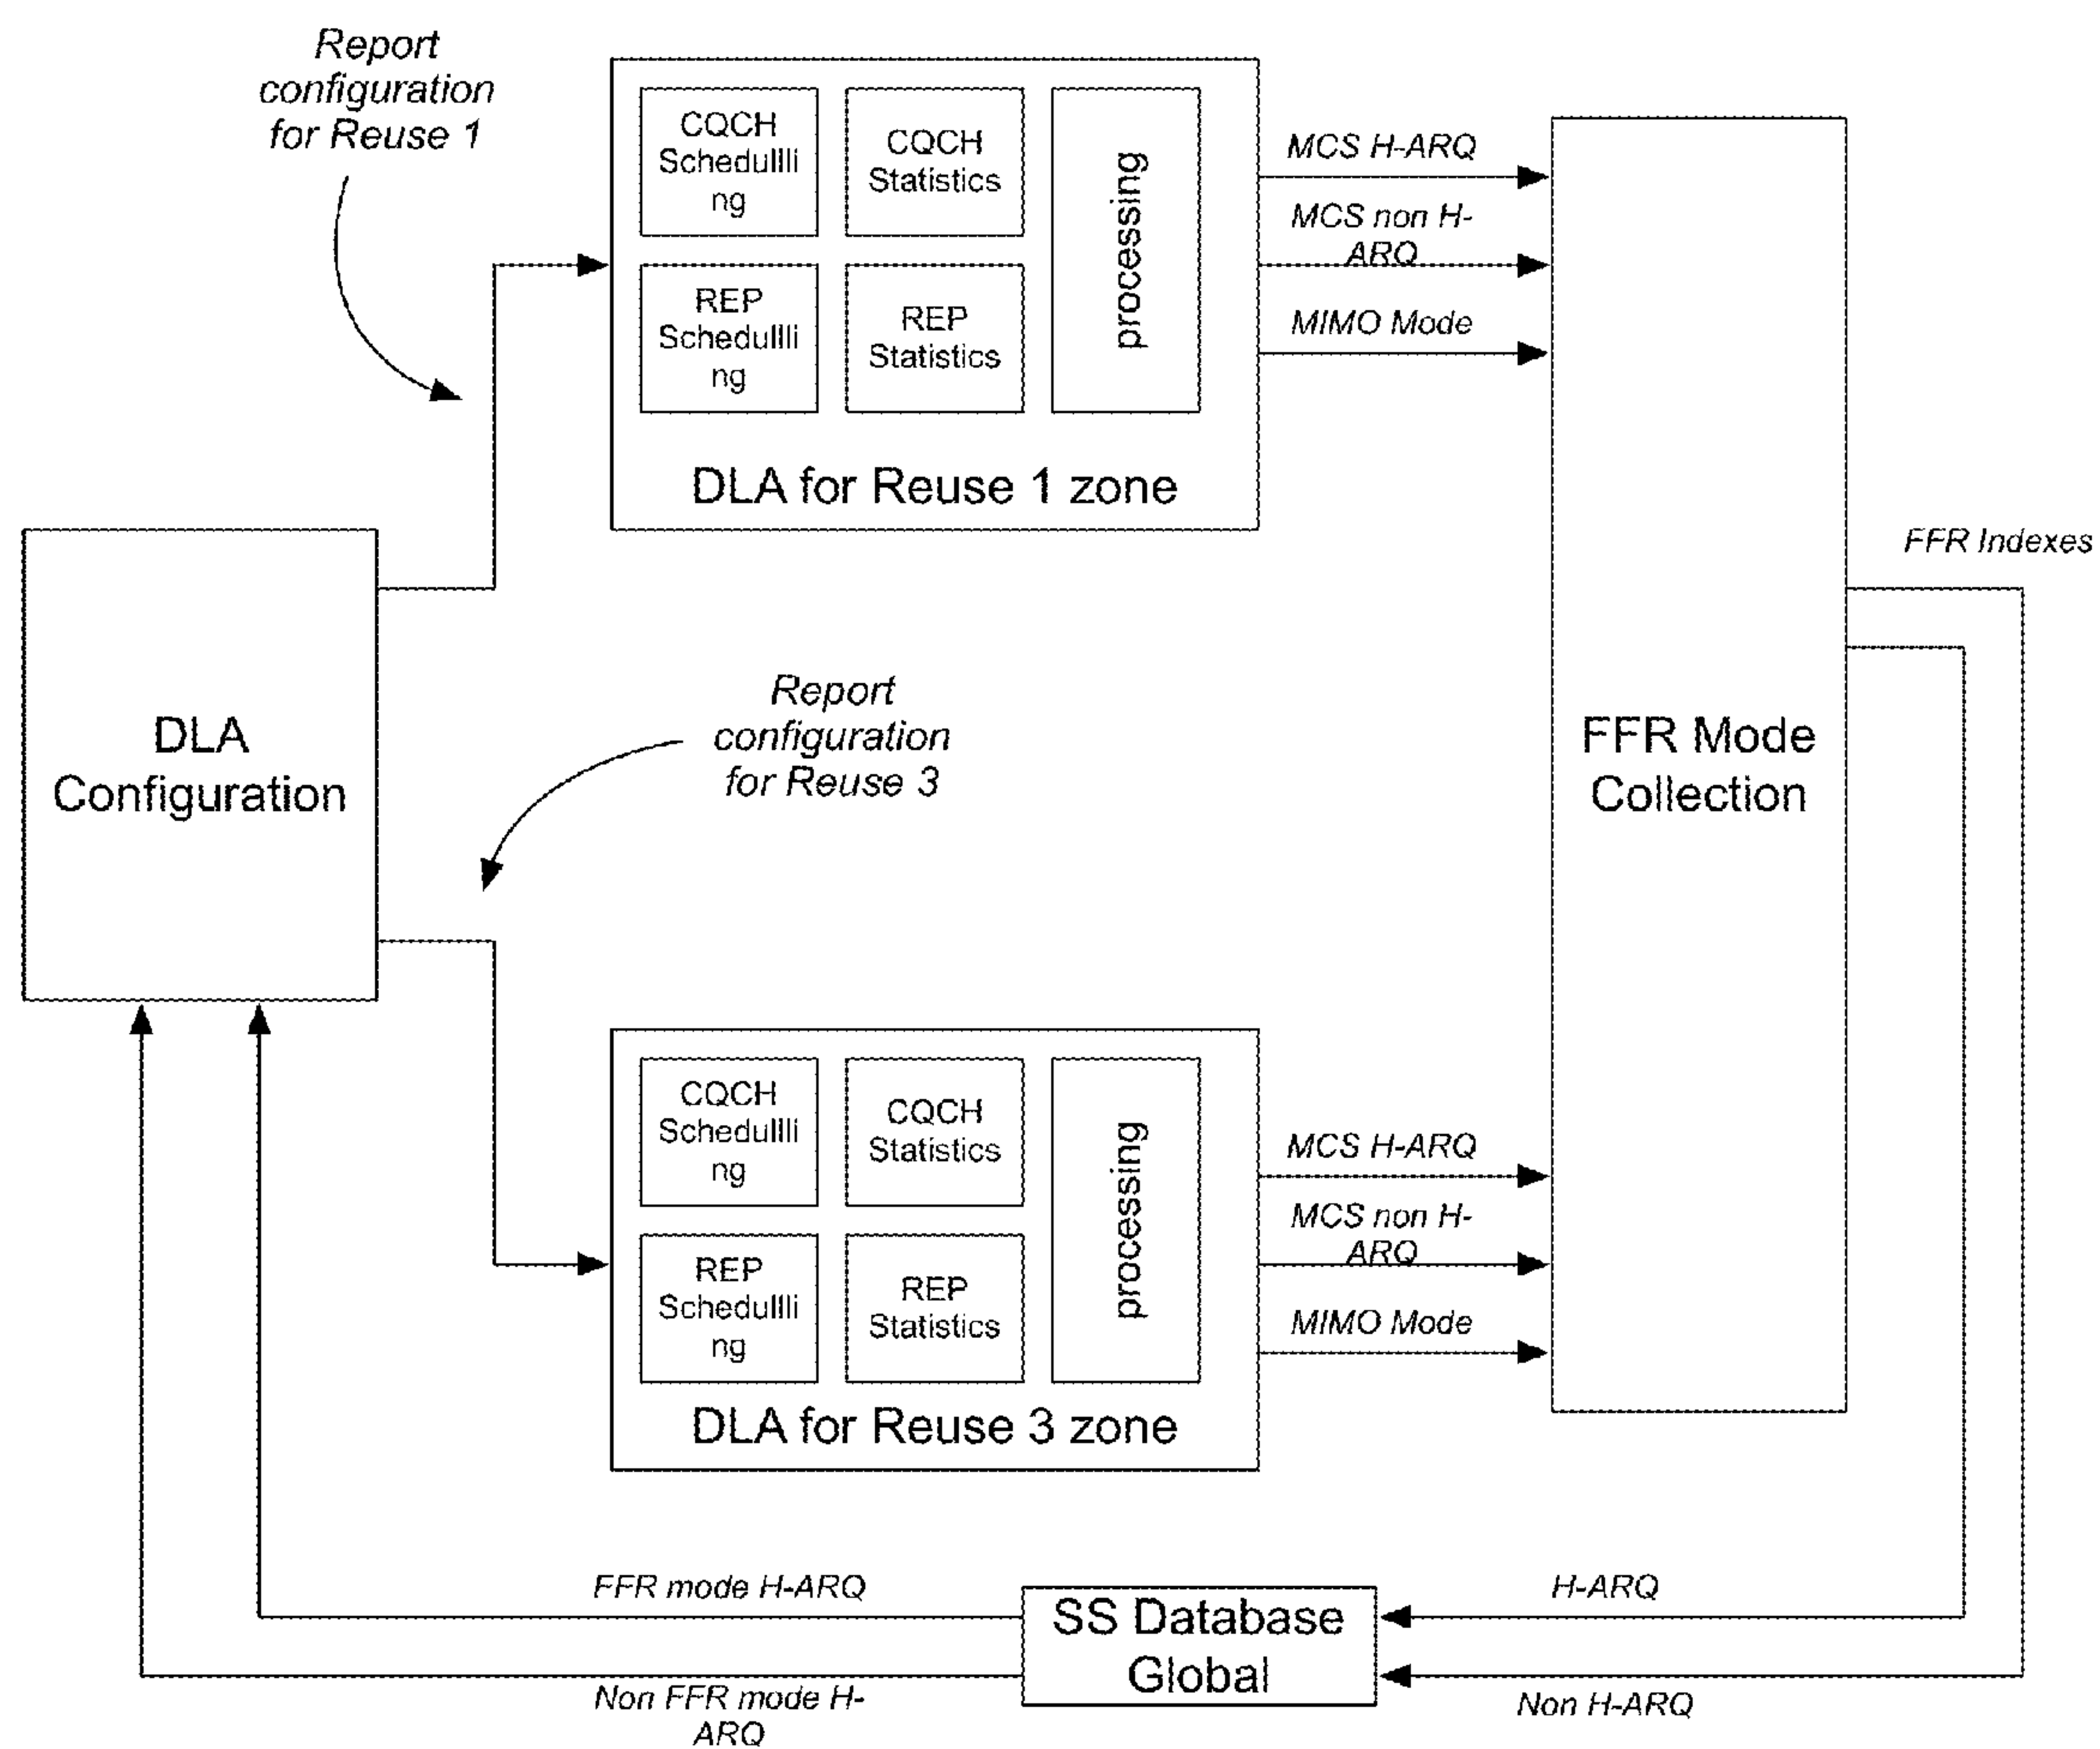 Report
configuration
for Reuse 1
CQCH
Schedullli
ng
CQCH
Statistics
processing
REP
Schedullli
ng
REP
Statistics
DLA for Reuse 1 zone
MCS H-ARQ
MCS non H-
ARQ
MIMO Mode
FFR Indexes
DLA
Configuration
Report
configuration
for Reuse 3
FFR Mode
Collection
CQCH
Schedullli
ng
CQCH
Statistics
processing
REP
Schedullli
ng
REP
Statistics
DLA for Reuse 3 zone
MCS H-ARQ
MCS non H-
ARQ
MIMO Mode
FFR mode H-ARQ
SS Database
Global
H-ARQ
Non FFR mode H-
ARQ
Non H-ARQ